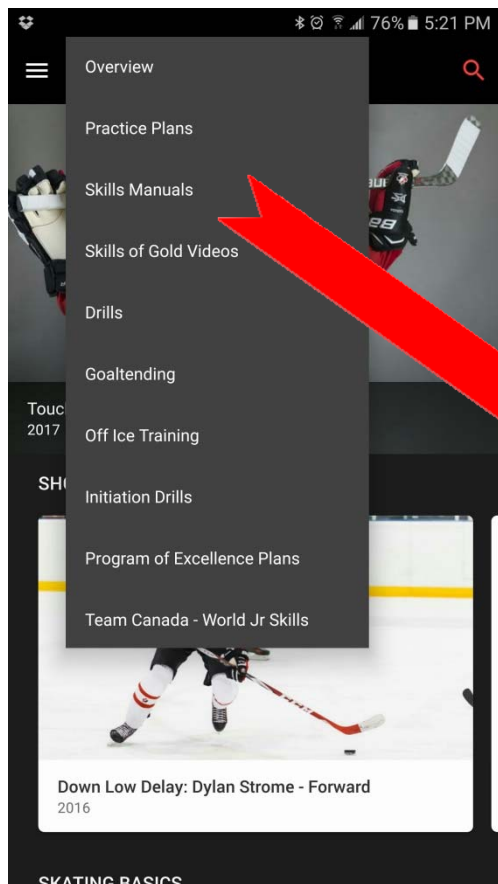 76% 5:21 PM
Overview
Practice Plans
Skills Manuals
Skills of Gold Videos
Drills
Goaltending
Off Ice Training
Initiation Drills
Program of Excellence Plans
Team Canada - World Jr Skills
2017
Down Low Delay: Dylan Strome - Forward
2016
SKATING BASICS